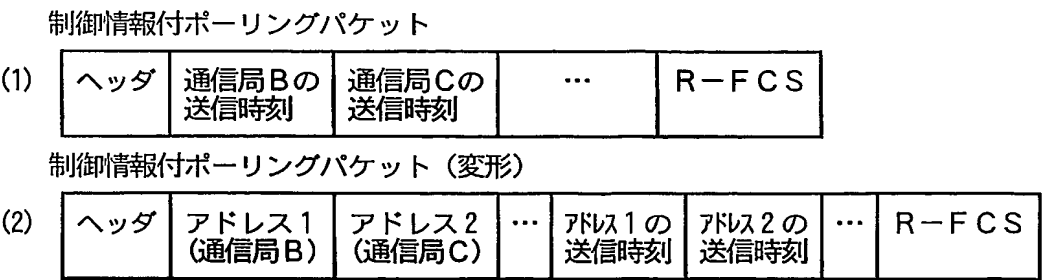 制御情報付ポーリングパケット
(1) ヘッダ 通信局Bの 通信局Cの … R－FCS
送信時刻 送信時刻
制御情報付ポーリングパケット（変形）
(2) ヘッダ アドレス1 アドレス2 … アドレス1の アドレス2の … R－FCS
(通信局B) (通信局C) 送信時刻 送信時刻